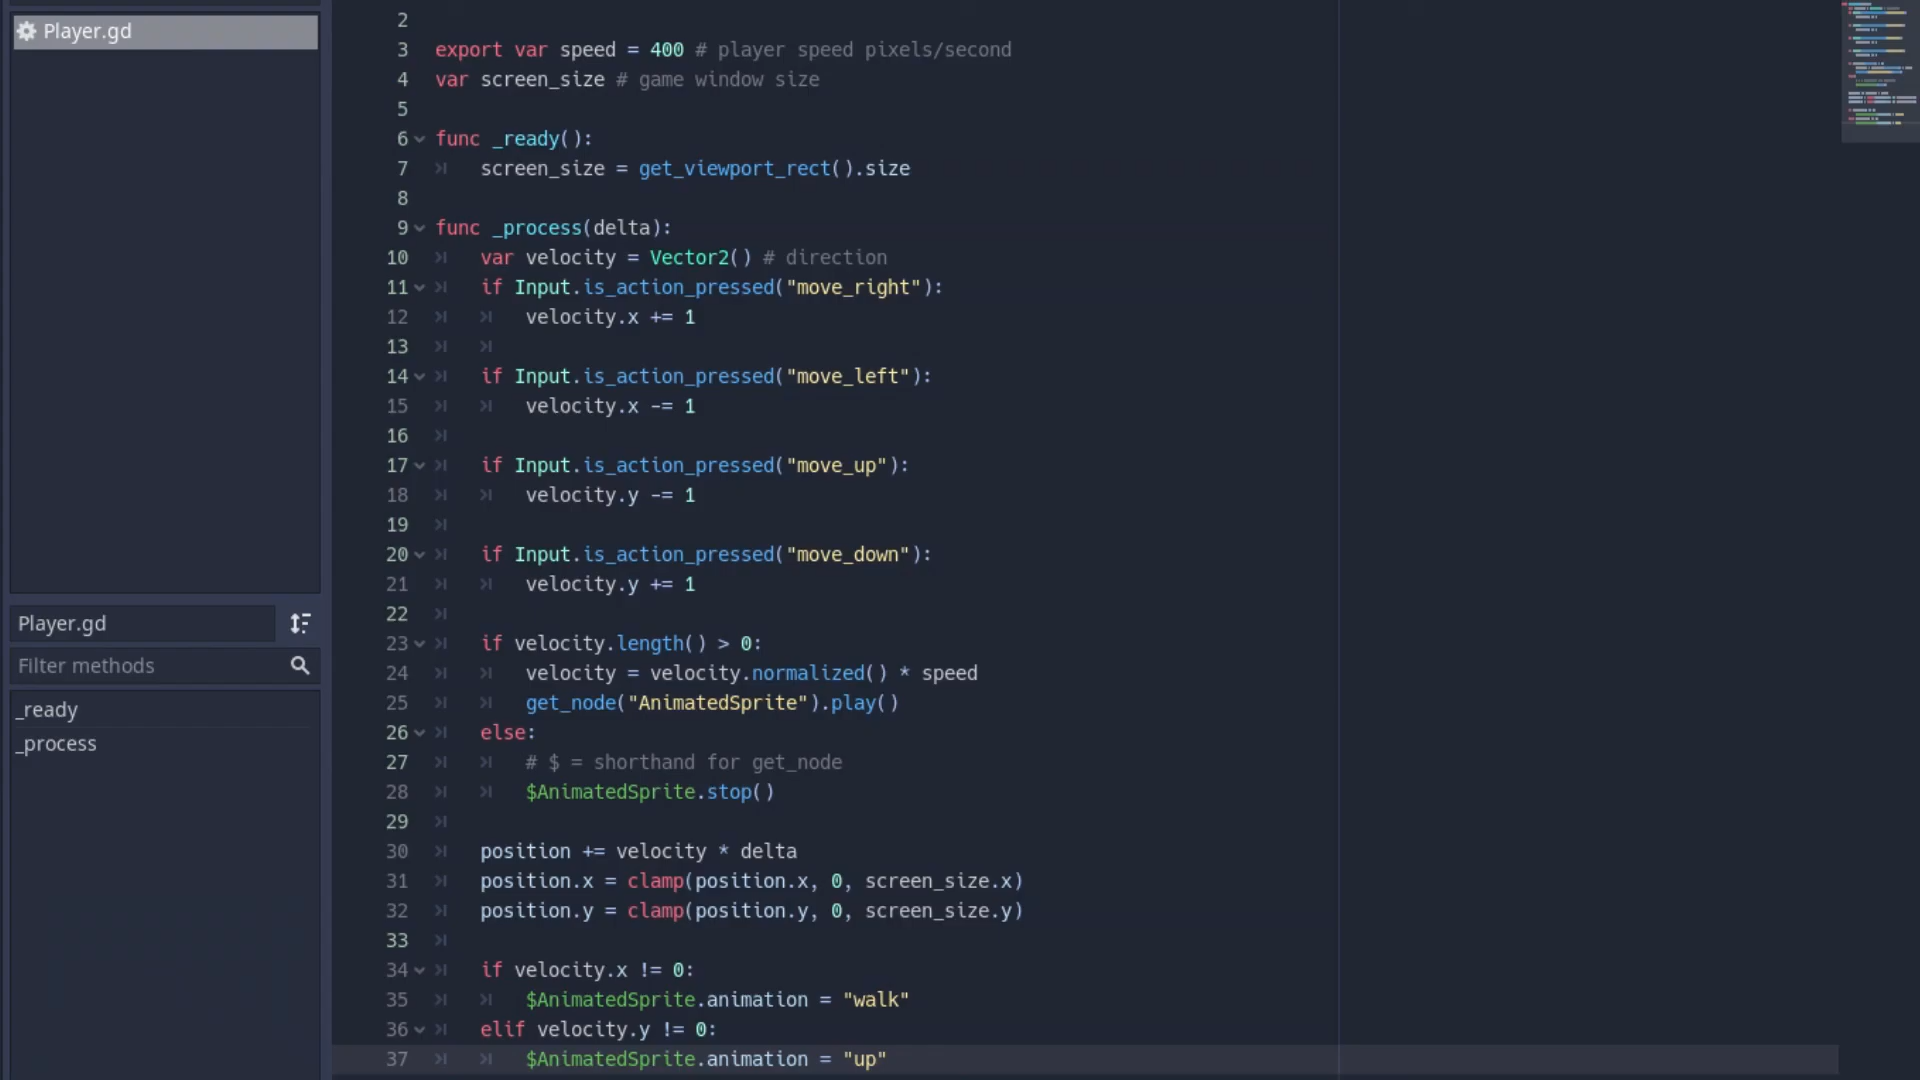 Player.gd
Player.gd
Filter methods
_ready
_process
2
3 export var speed = 400 # player speed pixels/second
4 var screen_size # game window size
5
6 func _ready():
7 screen_size = get_viewport_rect().size
8
9 func _process(delta):
10 var velocity = Vector2() # direction
11 if Input.is_action_pressed("move_right"):
12 velocity.x += 1
13
14 if Input.is_action_pressed("move_left"):
15 velocity.x -= 1
16
17 if Input.is_action_pressed("move_up"):
18 velocity.y -= 1
19
20 if Input.is_action_pressed("move_down"):
21 velocity.y += 1
22
23 if velocity.length() > 0:
24 velocity = velocity.normalized() * speed
25 get_node("AnimatedSprite").play()
26 else:
27 # $ = shorthand for get_node
28 $AnimatedSprite.stop()
29
30 position += velocity * delta
31 position.x = clamp(position.x, 0, screen_size.x)
32 position.y = clamp(position.y, 0, screen_size.y)
33
34 if velocity.x != 0:
35 $AnimatedSprite.animation = "walk"
36 elif velocity.y != 0:
37 $AnimatedSprite.animation = "up"